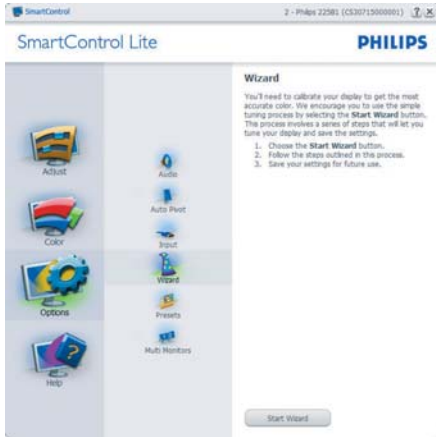 SmartControl
2 - Philips 225B1 (CS30715000001) ? X
SmartControl Lite
PHILIPS
Adjust
Color
Options
Help
Audio
Auto Pivot
Input
Wizard
Presets
Multi Monitors
Wizard
You'll need to calibrate your display to get the most
accurate color. We encourage you to use the simple
tuning process by selecting the Start Wizard button.
This process involves a series of steps that will let you
tune your display and save the settings.
1. Choose the Start Wizard button.
2. Follow the steps outlined in this process.
3. Save your settings for future use.
Start Wizard